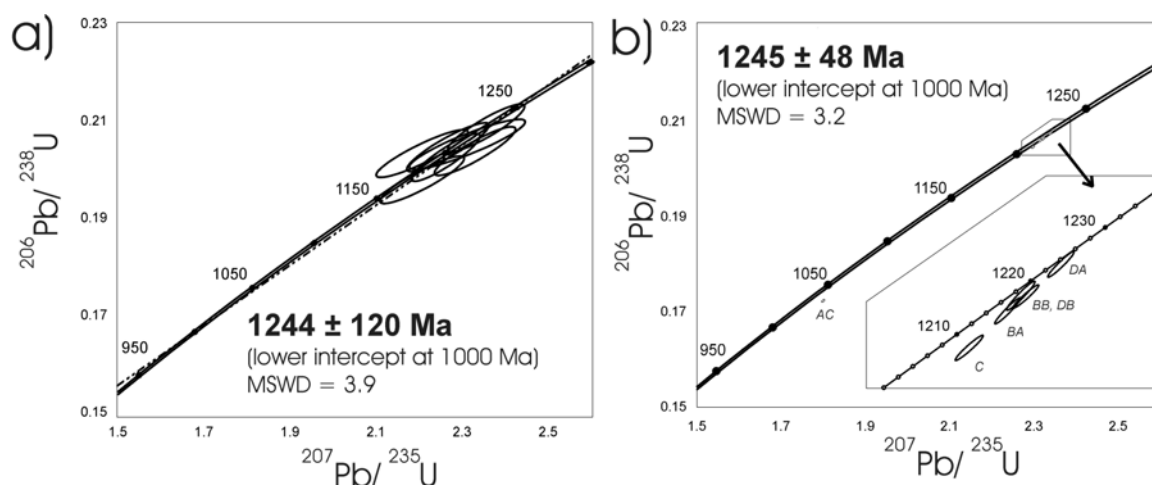 a)
0.23
0.21
0.19
0.17
0.15
206Pb/ 238U
1250
1150
1050
950
1244 ± 120 Ma
(lower intercept at 1000 Ma)
MSWD = 3.9
1.5 1.7 1.9 2.1 2.3 2.5
207Pb/ 235U
b)
0.23
0.21
0.19
0.17
0.15
206Pb/ 238U
1245 ± 48 Ma
(lower intercept at 1000 Ma)
MSWD = 3.2
1250
1150
1050
AC
950
1230
DA
1220
BB, DB
1210
BA
C
1.5 1.7 1.9 2.1 2.3 2.5
207Pb/ 235U